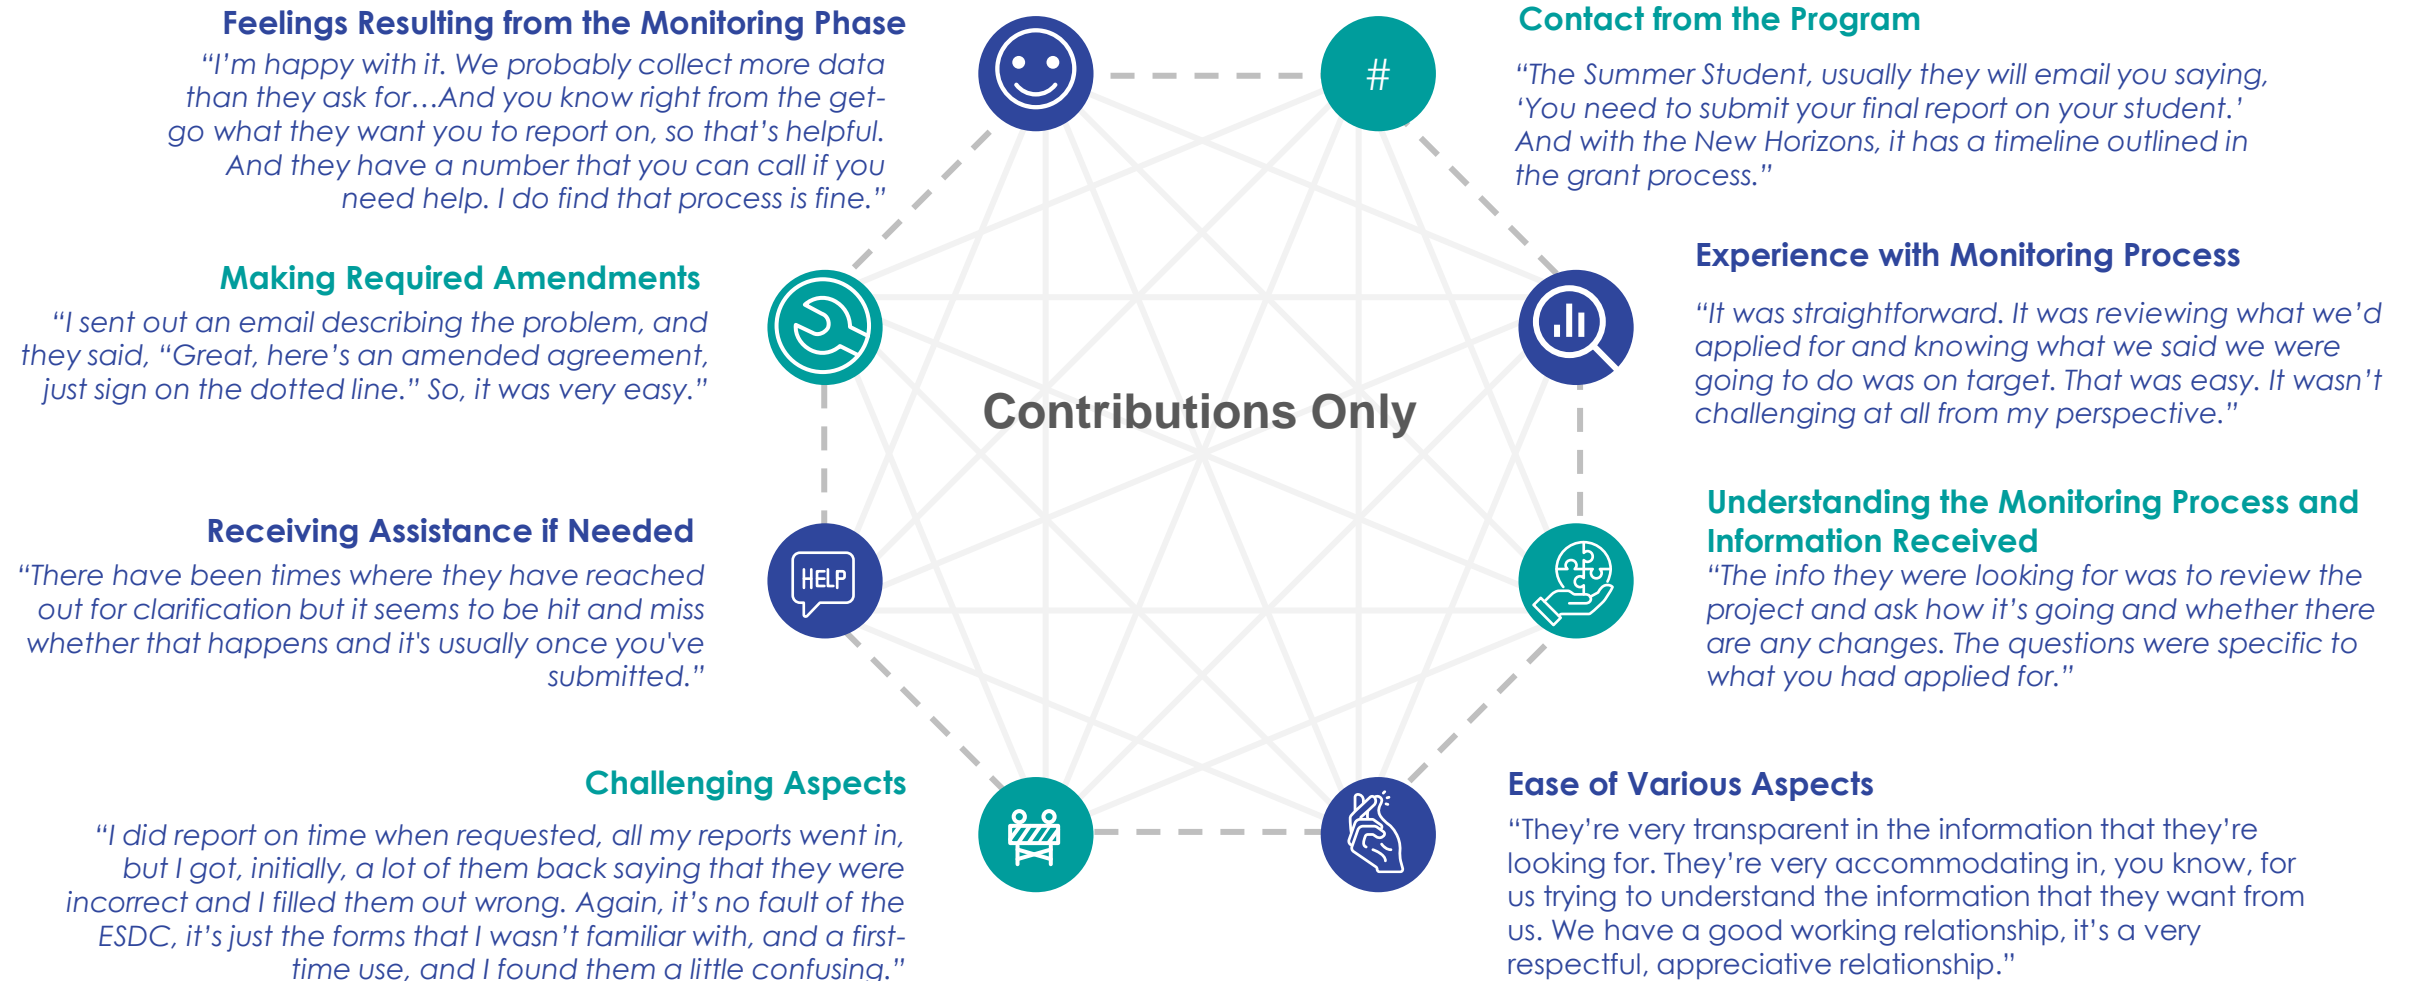 Feelings Resulting from the Monitoring Phase
“I’m happy with it. We probably collect more data
than they ask for…And you know right from the get-
go what they want you to report on, so that’s helpful.
And they have a number that you can call if you
need help. I do find that process is fine.”
Making Required Amendments
“I sent out an email describing the problem, and
they said, “Great, here’s an amended agreement,
just sign on the dotted line.” So, it was very easy.”
Receiving Assistance if Needed
“There have been times where they have reached
out for clarification but it seems to be hit and miss
whether that happens and it's usually once you've
submitted.”
Challenging Aspects
“I did report on time when requested, all my reports went in,
but I got, initially, a lot of them back saying that they were
incorrect and I filled them out wrong. Again, it’s no fault of the
ESDC, it’s just the forms that I wasn’t familiar with, and a first-
time use, and I found them a little confusing.”
#
HELP
Contributions Only
Contact from the Program
“The Summer Student, usually they will email you saying,
‘You need to submit your final report on your student.’
And with the New Horizons, it has a timeline outlined in
the grant process.”
Experience with Monitoring Process
“It was straightforward. It was reviewing what we’d
applied for and knowing what we said we were
going to do was on target. That was easy. It wasn’t
challenging at all from my perspective.”
Understanding the Monitoring Process and
Information Received
“The info they were looking for was to review the
project and ask how it’s going and whether there
are any changes. The questions were specific to
what you had applied for.”
Ease of Various Aspects
“They’re very transparent in the information that they’re
looking for. They’re very accommodating in, you know, for
us trying to understand the information that they want from
us. We have a good working relationship, it’s a very
respectful, appreciative relationship.”